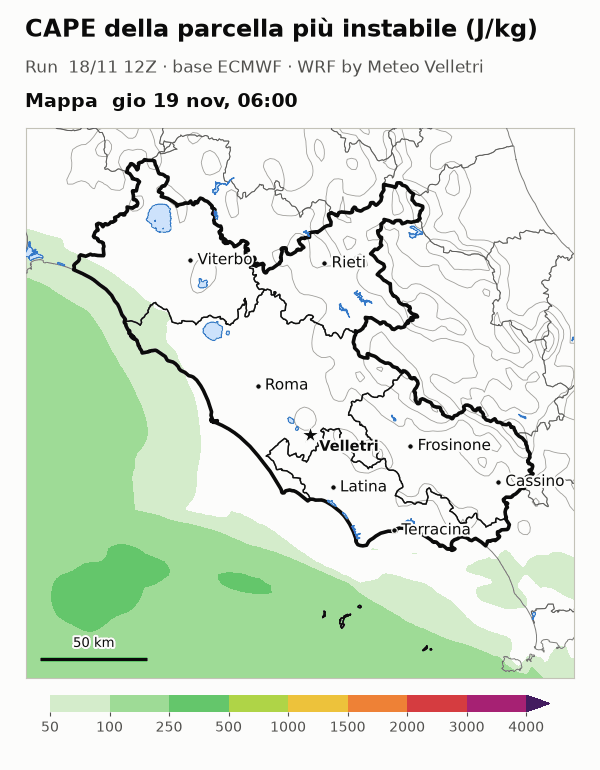 CAPE della parcella più instabile (J/kg)
Run  18/11 12Z · base ECMWF · WRF by Meteo Velletri
Mappa  gio 19 nov, 06:00
Viterbo
Rieti
Roma
Velletri
Frosinone
Cassino
Latina
Terracina
50 km
50 100 250 500 1000 1500 2000 3000 4000